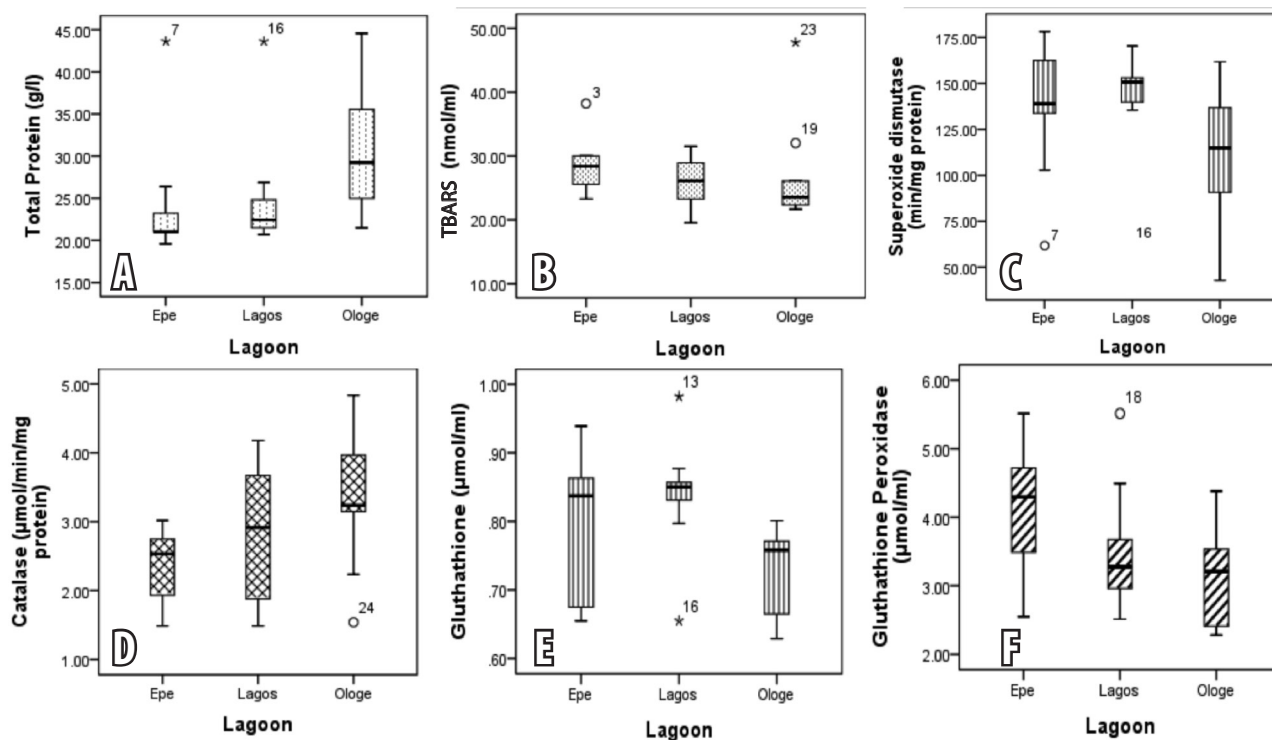 Total Protein (g/l)
45.00
40.00
35.00
30.00
25.00
20.00
15.00
7
16
A
Epe Lagos Ologe
Lagoon
TBARS (nmol/ml)
50.00
40.00
30.00
20.00
10.00
3
23
19
B
Epe Lagos Ologe
Lagoon
Superoxide dismutase
(min/mg protein)
175.00
150.00
125.00
100.00
75.00
50.00
7
16
C
Epe Lagos Ologe
Lagoon
Catalase (µmol/min/mg
protein)
5.00
4.00
3.00
2.00
1.00
24
D
Epe Lagos Ologe
Lagoon
Gluthathione (µmol/ml)
1.00
.90
.80
.70
.60
13
16
E
Epe Lagos Ologe
Lagoon
Gluthathione Peroxidase
(µmol/ml)
6.00
5.00
4.00
3.00
2.00
18
F
Epe Lagos Ologe
Lagoon